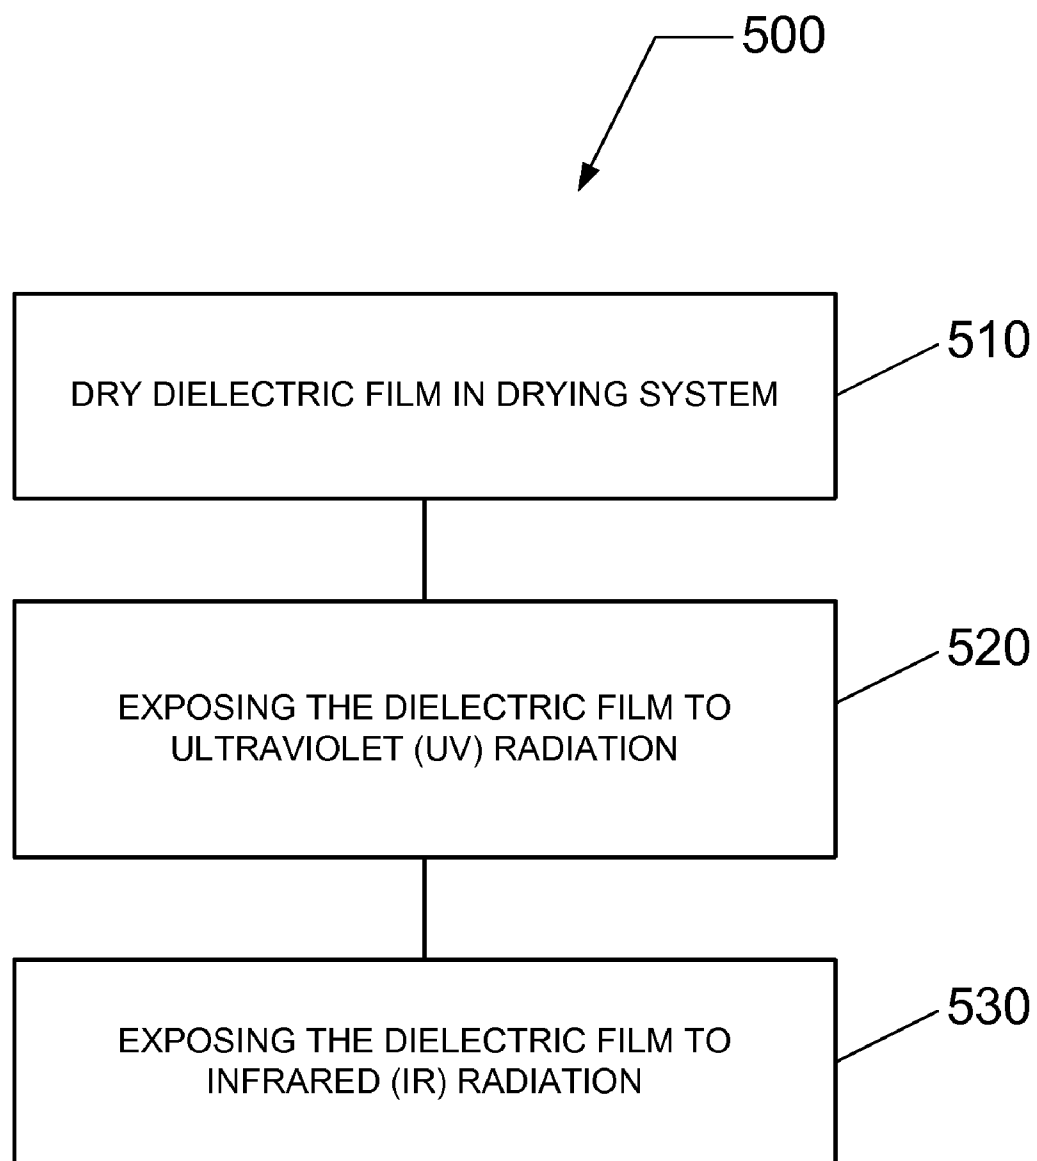 500
DRY DIELECTRIC FILM IN DRYING SYSTEM
510
EXPOSING THE DIELECTRIC FILM TO
ULTRAVIOLET (UV) RADIATION
520
EXPOSING THE DIELECTRIC FILM TO
INFRARED (IR) RADIATION
530